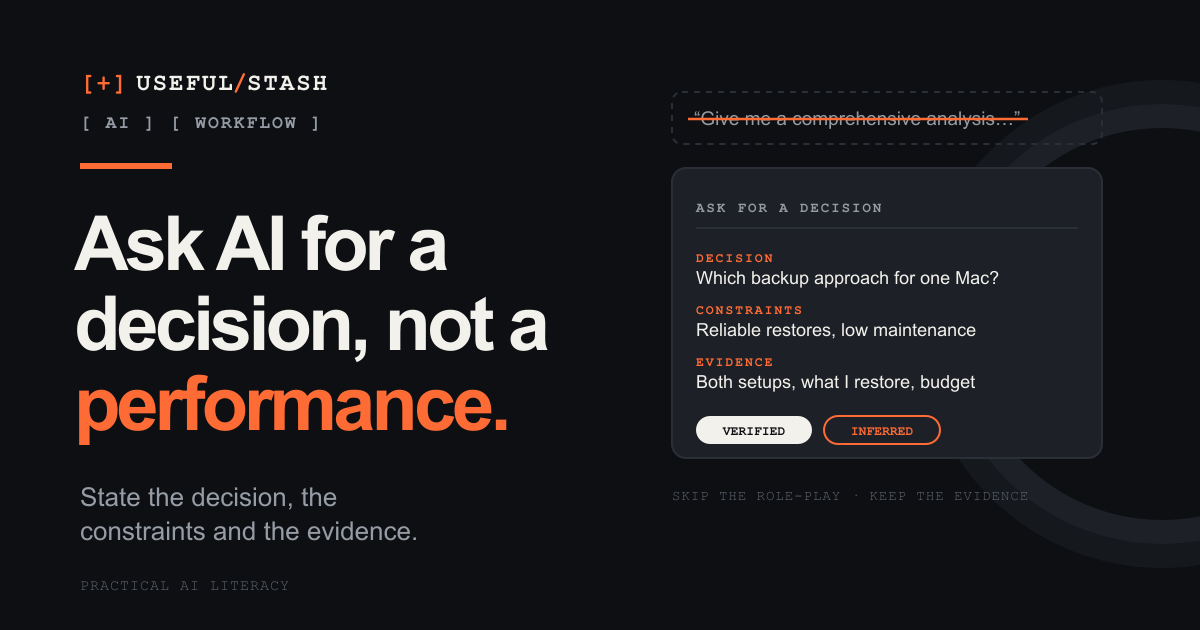 [+] USEFUL/STASH
[ AI ] [ WORKFLOW ]
Ask AI for a
decision, not a
performance.
State the decision, the
constraints and the evidence.
PRACTICAL AI LITERACY
“Give me a comprehensive analysis…”
ASK FOR A DECISION
DECISION
Which backup approach for one Mac?
CONSTRAINTS
Reliable restores, low maintenance
EVIDENCE
Both setups, what I restore, budget
VERIFIED INFERRED
SKIP THE ROLE-PLAY · KEEP THE EVIDENCE